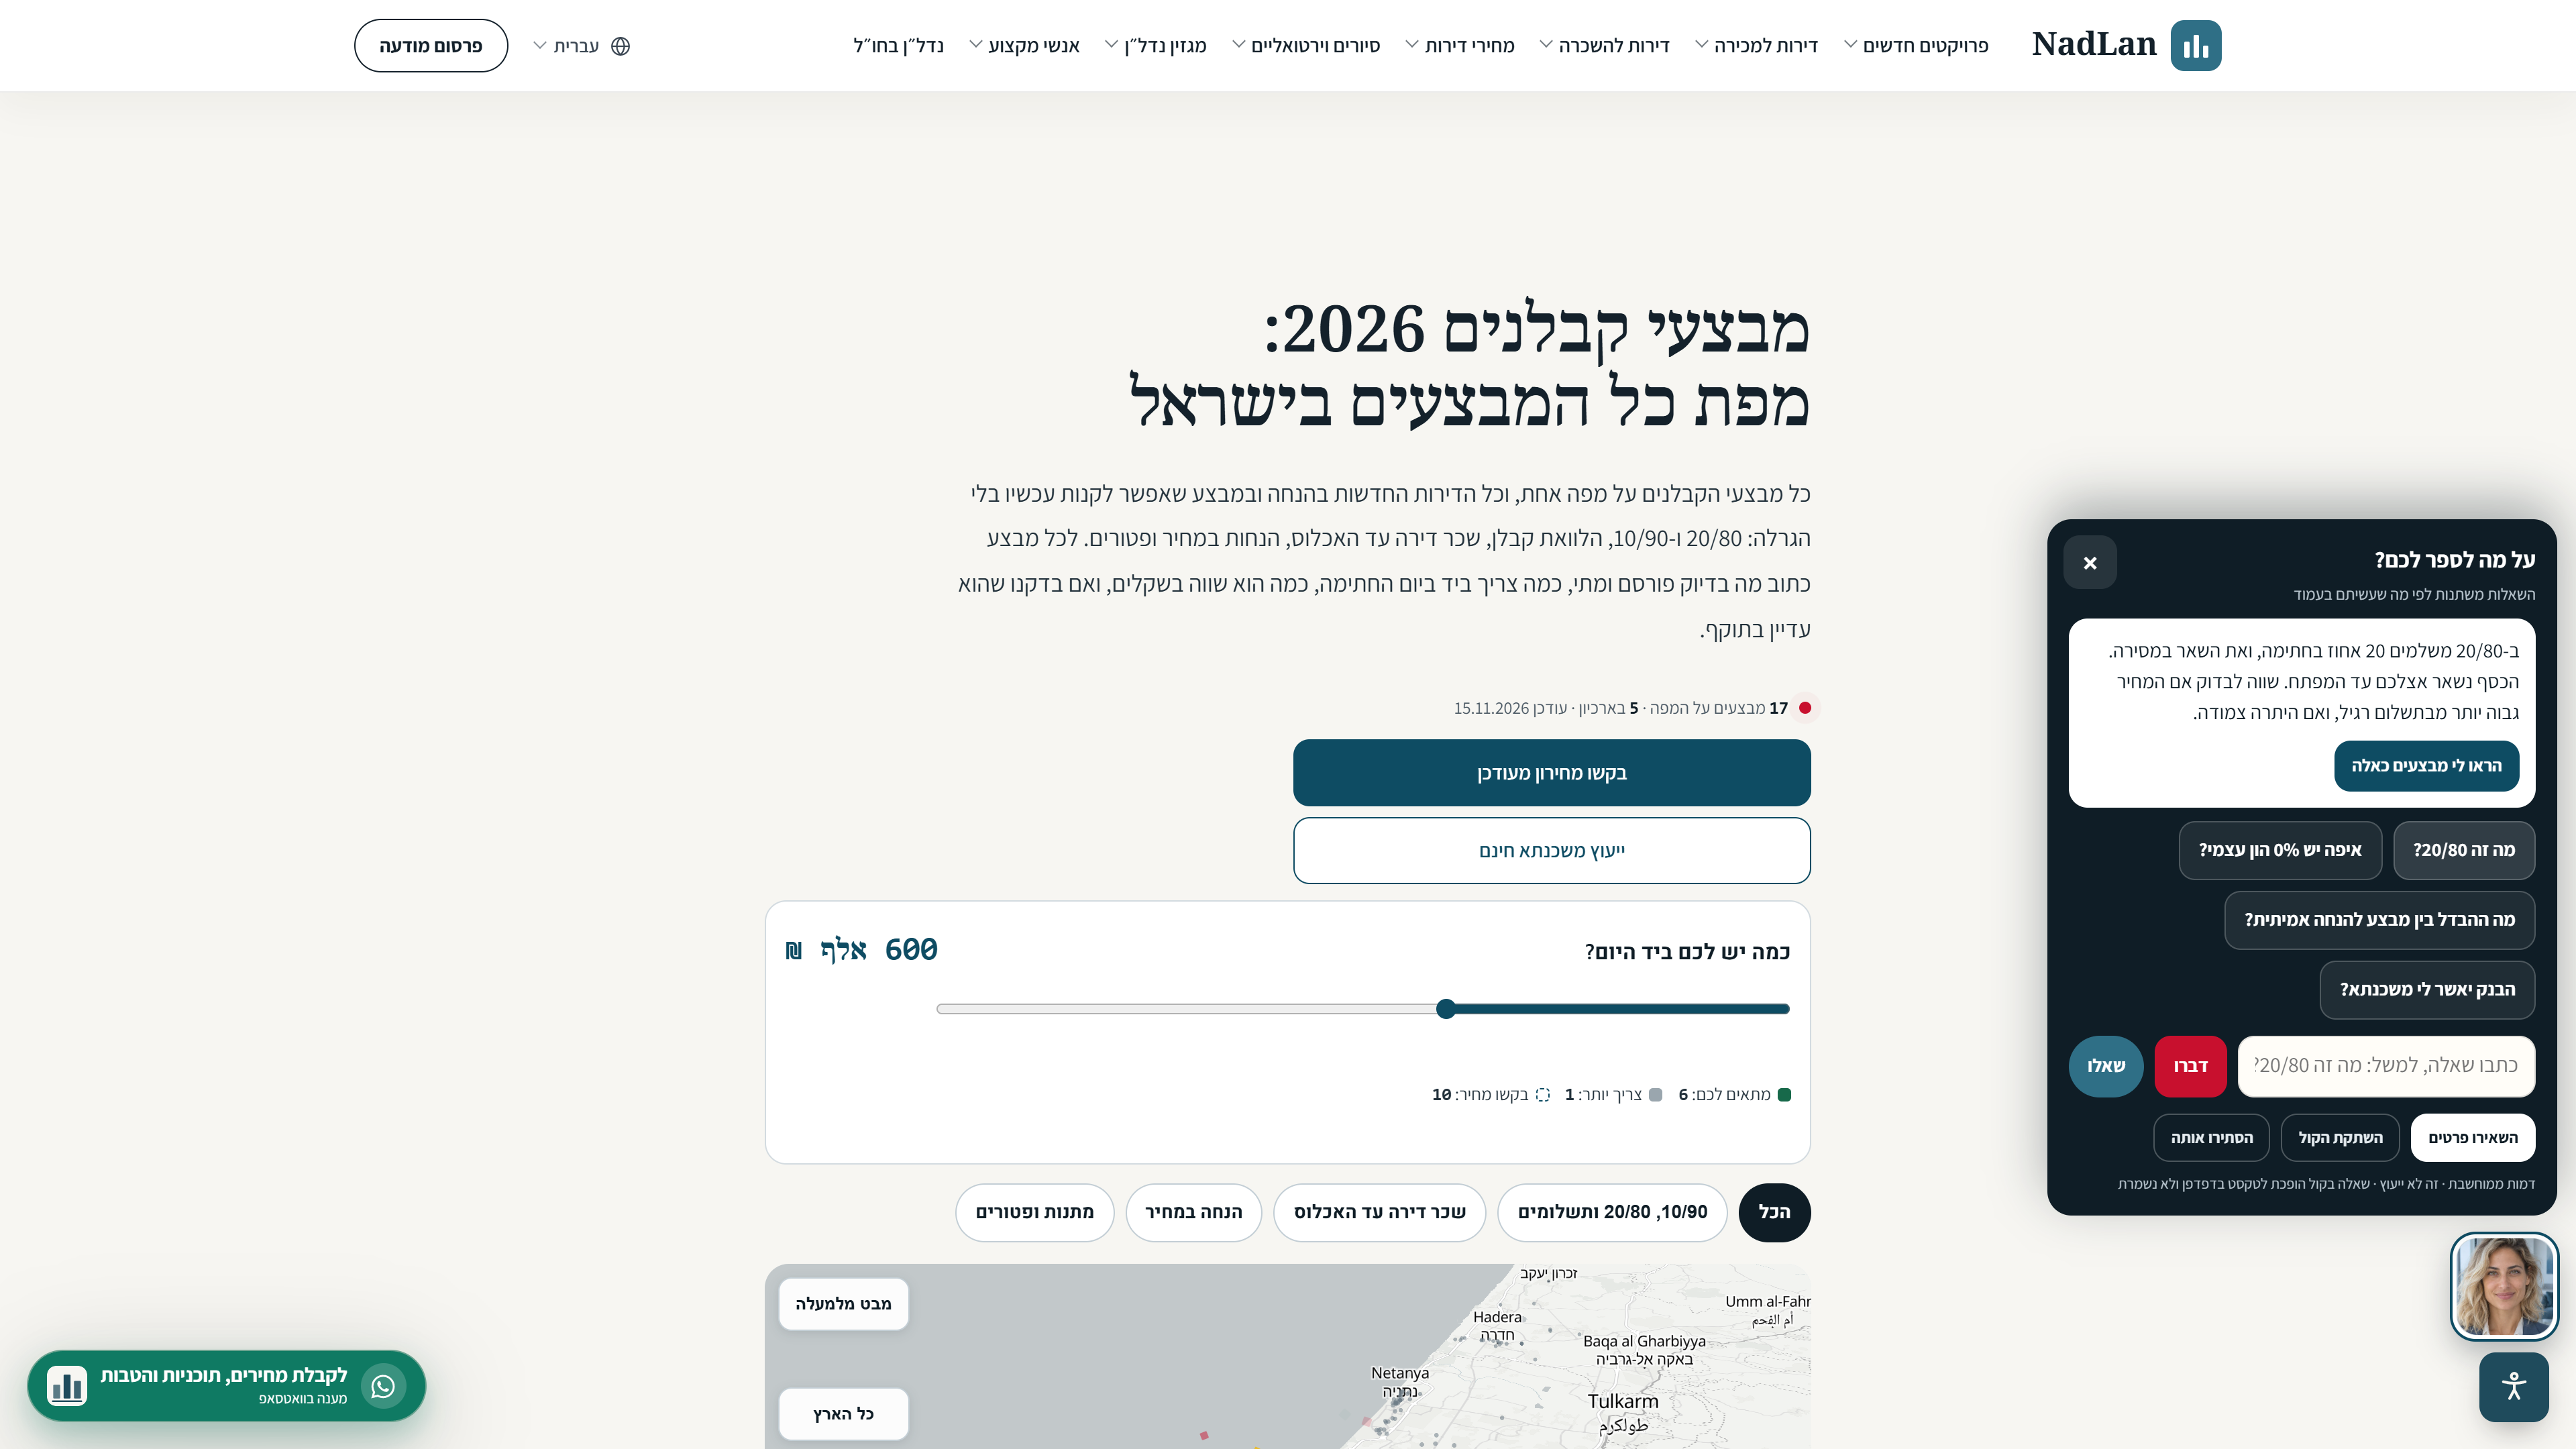 NadLan
פרויקטים חדשים
דירות למכירה
דירות להשכרה
מחירי דירות
סיורים וירטואליים
מגזין נדל״ן
אנשי מקצוע
נדל״ן בחו״ל
עברית
פרסום מודעה
מבצעי קבלנים 2026:
מפת כל המבצעים בישראל
כל מבצעי הקבלנים על מפה אחת, וכל הדירות החדשות בהנחה ובמבצע שאפשר לקנות עכשיו בלי
הגרלה: 20/80 ו-10/90, הלוואת קבלן, שכר דירה עד האכלוס, הנחות במחיר ופטורים. לכל מבצע
כתוב מה בדיוק פורסם ומתי, כמה צריך ביד ביום החתימה, כמה הוא שווה בשקלים, ואם בדקנו שהוא
עדיין בתוקף.
17 מבצעים על המפה · 5 בארכיון · עודכן 15.11.2026
בקשו מחירון מעודכן
ייעוץ משכנתא חינם
כמה יש לכם ביד היום?
600 אלף ₪
מתאים לכם: 6
צריך יותר: 1
בקשו מחיר: 10
הכל
10/90, 20/80 ותשלומים
שכר דירה עד האכלוס
הנחה במחיר
מתנות ופטורים
מבט מלמעלה
כל הארץ
זכרון יעקב
Hadera
חדרה
Umm al-Fahr
أم الفحم
Baqa al Gharbiyya
באקה אל-גרביה
Netanya
נתניה
Tulkarm
طولكرم
על מה לספר לכם?
×
השאלות משתנות לפי מה שעשיתם בעמוד
ב-20/80 משלמים 20 אחוז בחתימה, ואת השאר במסירה.
הכסף נשאר אצלכם עד המפתח. שווה לבדוק אם המחיר
גבוה יותר מבתשלום רגיל, ואם היתרה צמודה.
הראו לי מבצעים כאלה
מה זה 20/80?
איפה יש 0% הון עצמי?
מה ההבדל בין מבצע להנחה אמיתית?
הבנק יאשר לי משכנתא?
כתבו שאלה, למשל: מה זה 20/80?
דברו
שאלו
השאירו פרטים
השתקת הקול
הסתירו אותה
דמות ממוחשבת · זה לא ייעוץ · שאלה בקול הופכת לטקסט בדפדפן ולא נשמרת
לקבלת מחירים, תוכניות והטבות
מענה בוואטסאפ